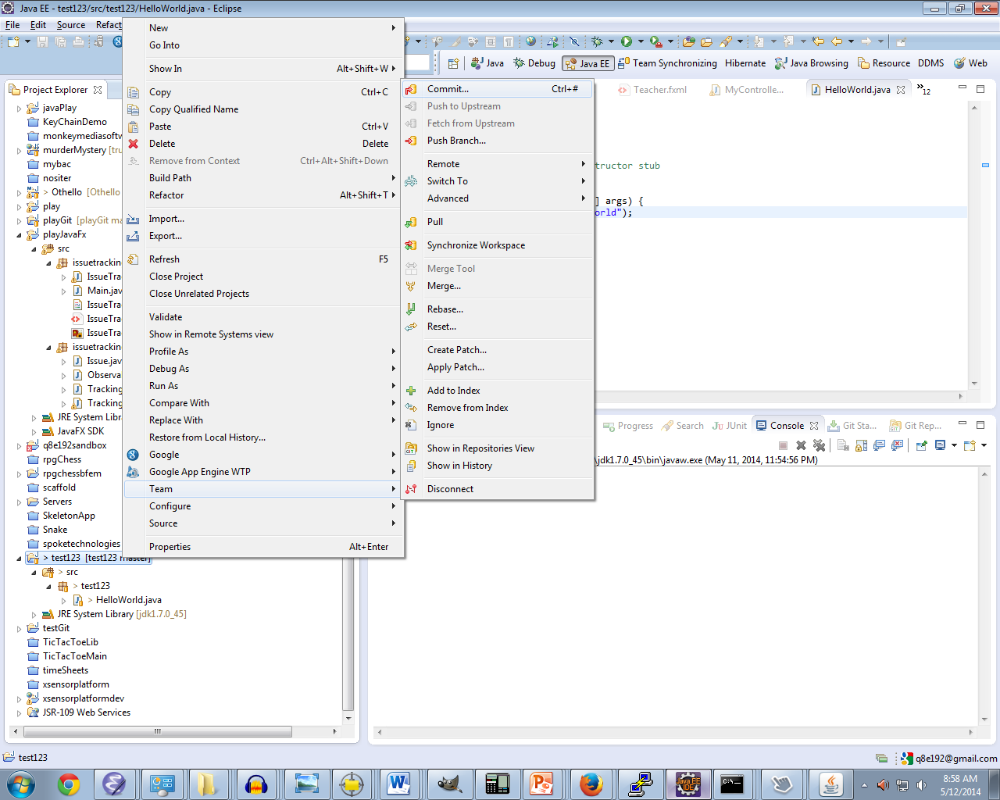 Java EE - test123/src/test123/HelloWorld.java - Eclipse
File Edit Source Refact
Java Debug Java EE Team Synchronizing Hibernate Java Browsing Resource DDMS Web
Project Explorer
javaPlay
KeyChainDemo
monkeymediasoftw
murderMystery [tru
mybac
nositer
> Othello [Othello
play
playGit [playGit ma
playJavaFx
src
issuetrackin
IssueTra
Main.jav
IssueTra
IssueTra
IssueTra
issuetrackin
Issue.jav
Observa
Tracking
Tracking
JRE System Libra
JavaFX SDK
q8e192sandbox
rpgChess
rpgchessbfem
scaffold
Servers
SkeletonApp
Snake
spoketechnologies
> test123 [test123 master]
> src
> test123
> HelloWorld.java
JRE System Library [jdk1.7.0_45]
testGit
TicTacToeLib
TicTacToeMain
timeSheets
xsensorplatform
xsensorplatformdev
JSR-109 Web Services
New
Go Into
Show In Alt+Shift+W
Copy Ctrl+C
Copy Qualified Name
Paste Ctrl+V
Delete Delete
Remove from Context Ctrl+Alt+Shift+Down
Build Path
Refactor Alt+Shift+T
Import...
Export...
Refresh F5
Close Project
Close Unrelated Projects
Validate
Show in Remote Systems view
Profile As
Debug As
Run As
Compare With
Replace With
Restore from Local History...
Google
Google App Engine WTP
Team
Configure
Source
Properties Alt+Enter
Commit... Ctrl+#
Push to Upstream
Fetch from Upstream
Push Branch...
Remote
Switch To
Advanced
Pull
Synchronize Workspace
Merge Tool
Merge...
Rebase...
Reset...
Create Patch...
Apply Patch...
Add to Index
Remove from Index
Ignore
Show in Repositories View
Show in History
Disconnect
Teacher.fxml MyControlle... HelloWorld.java »12
tructor stub
] args) {
orld");
Progress Search JUnit Console Git Sta... Git Rep...
\jdk1.7.0_45\bin\javaw.exe (May 11, 2014, 11:54:56 PM)
test123
q8e192@gmail.com
Java EE
IDE
C:\_
8:58 AM
5/12/2014